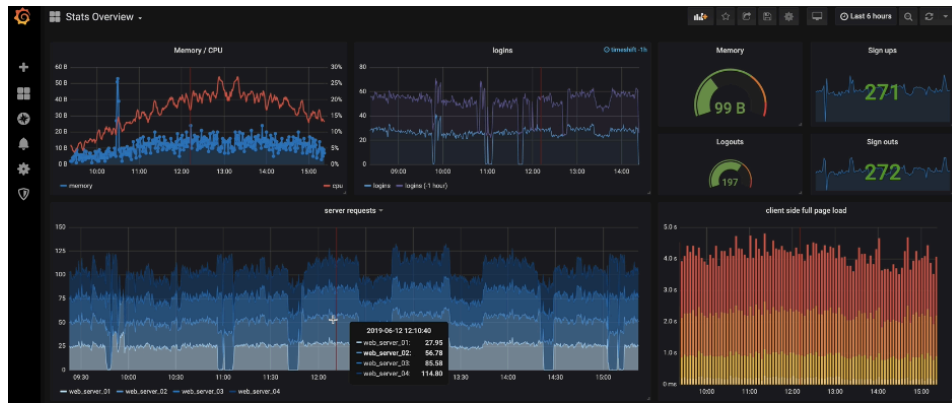 Stats Overview
Last 6 hours
Memory / CPU
60 B
50 B
40 B
30 B
20 B
10 B
0 B
30%
25%
20%
15%
10%
5%
0%
10:00
11:00
12:00
13:00
14:00
15:00
memory
cpu
logins
timeshift -1h
80
60
40
20
0
09:00
10:00
11:00
12:00
13:00
14:00
logins
logins (-1 hour)
Memory
99 B
Sign ups
271
Logouts
197
Sign outs
272
server requests
150
125
100
75
50
25
0
09:30
10:00
10:30
11:00
11:30
12:00
13:30
14:00
14:30
15:00
2019-06-12 12:10:40
web_server_01: 27.95
web_server_02: 56.78
web_server_03: 85.58
web_server_04: 114.80
web_server_01
web_server_02
web_server_03
web_server_04
client side full page load
5.0 s
4.0 s
3.0 s
2.0 s
1.0 s
0 ms
10:00
11:00
12:00
13:00
14:00
15:00